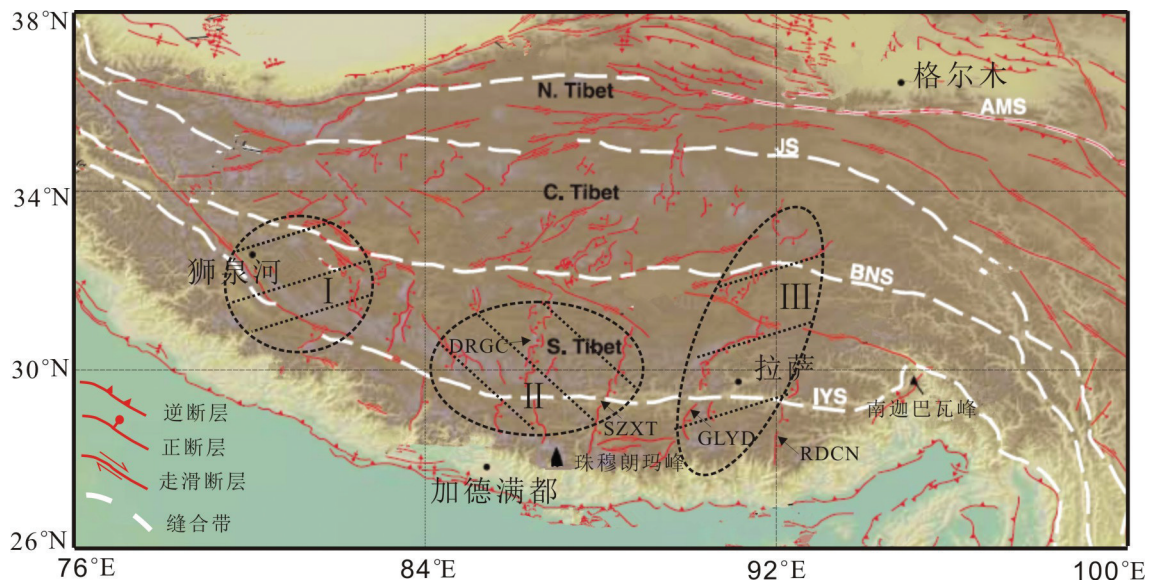 38°N
格尔木
N. Tibet
AMS
JS
34°N
C. Tibet
狮泉河
I
III
BNS
DRGC
S. Tibet
30°N
拉萨
II
IYS
南迦巴瓦峰
逆断层
SZXT
GLYD
正断层
珠穆朗玛峰
RDCN
走滑断层
加德满都
缝合带
26°N
76°E
84°E
92°E
100°E